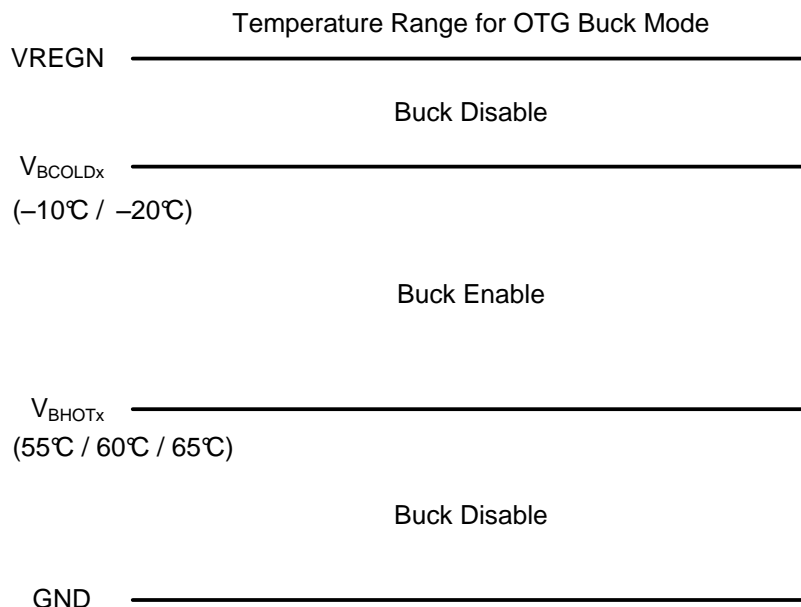 Temperature Range for OTG Buck Mode
VREGN
Buck Disable
VBCOLDx
(–10℃ / –20℃)
Buck Enable
VBHOTx
(55℃ / 60℃ / 65℃)
Buck Disable
GND